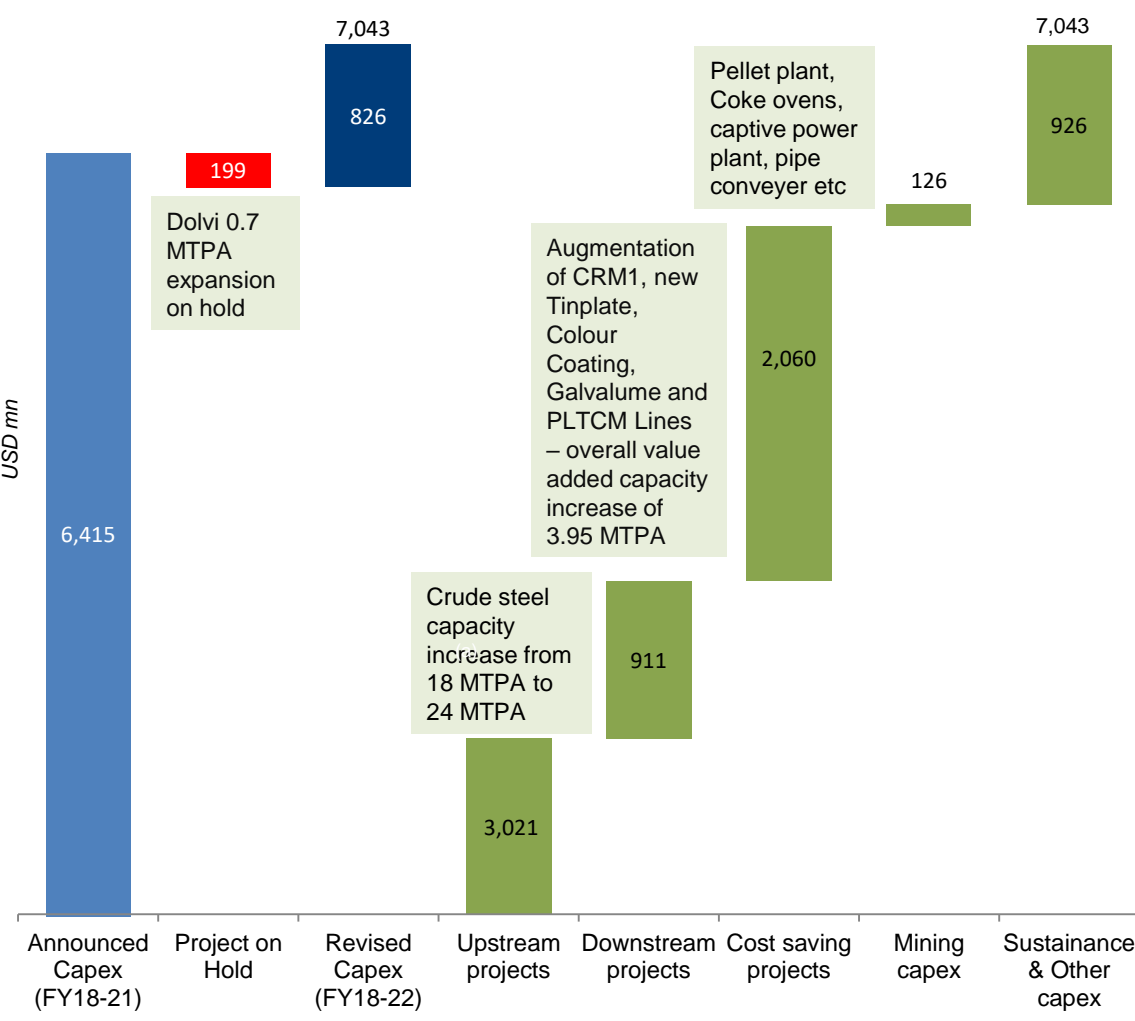 7,043
7,043
826
199
926
126
Pellet plant,
Coke ovens,
captive power
plant, pipe
conveyer etc
Dolvi 0.7
MTPA
expansion
on hold
Augmentation
of CRM1, new
Tinplate,
Colour
Coating,
Galvalume and
PLTCM Lines
– overall value
added capacity
increase of
3.95 MTPA
2,060
USD mn
6,415
Crude steel
capacity
increase from
18 MTPA to
24 MTPA
911
3,021
Announced
Capex
(FY18-21)
Project on
Hold
Revised
Capex
(FY18-22)
Upstream
projects
Downstream
projects
Cost saving
projects
Mining
capex
Sustainance
& Other
capex